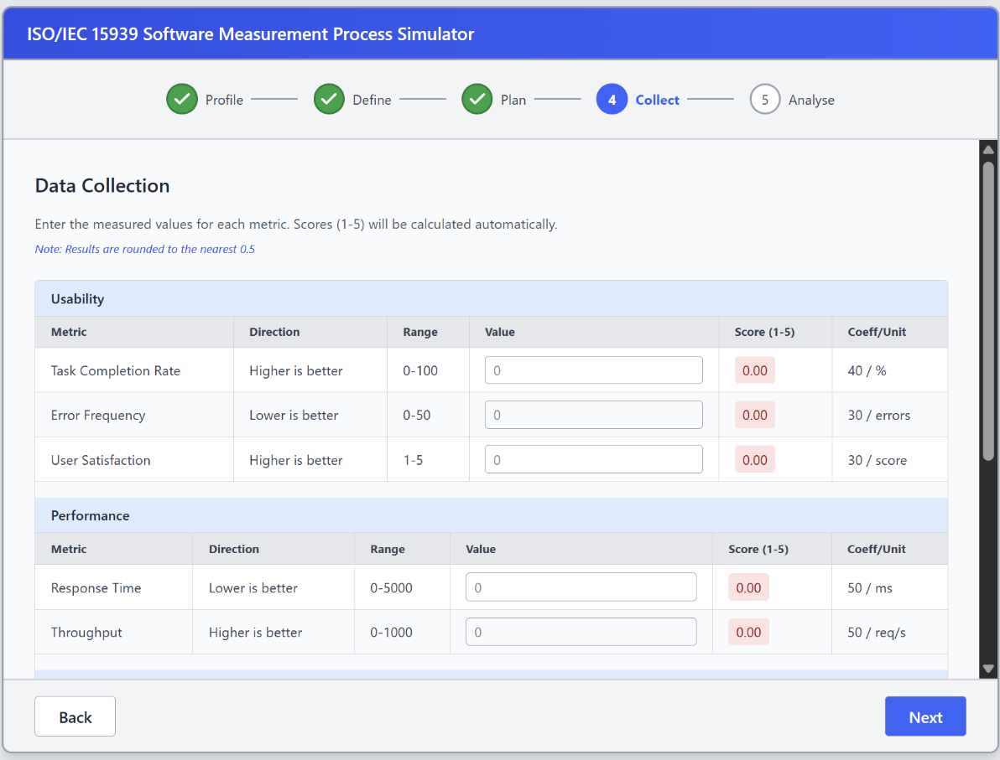 ISO/IEC 15939 Software Measurement Process Simulator
Profile Define Plan 4 Collect 5 Analyse
Data Collection
Enter the measured values for each metric. Scores (1-5) will be calculated automatically.
Note: Results are rounded to the nearest 0.5
Usability
Metric Direction Range Value Score (1-5) Coeff/Unit
Task Completion Rate Higher is better 0-100 0 0.00 40 / %
Error Frequency Lower is better 0-50 0 0.00 30 / errors
User Satisfaction Higher is better 1-5 0 0.00 30 / score
Performance
Metric Direction Range Value Score (1-5) Coeff/Unit
Response Time Lower is better 0-5000 0 0.00 50 / ms
Throughput Higher is better 0-1000 0 0.00 50 / req/s
Back Next